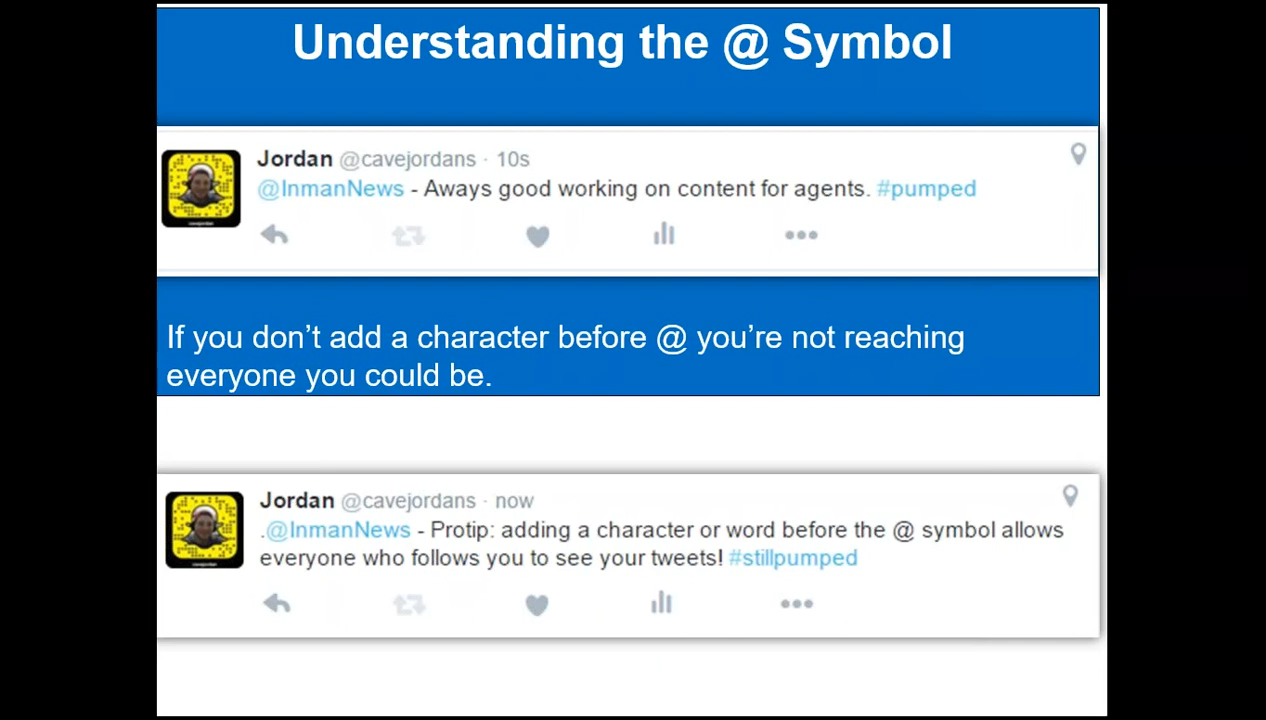 Understanding the @ Symbol
Jordan @cavejordans · 10s
@InmanNews - Aways good working on content for agents. #pumped
If you don’t add a character before @ you’re not reaching
everyone you could be.
Jordan @cavejordans · now
.@InmanNews - Protip: adding a character or word before the @ symbol allows
everyone who follows you to see your tweets! #stillpumped